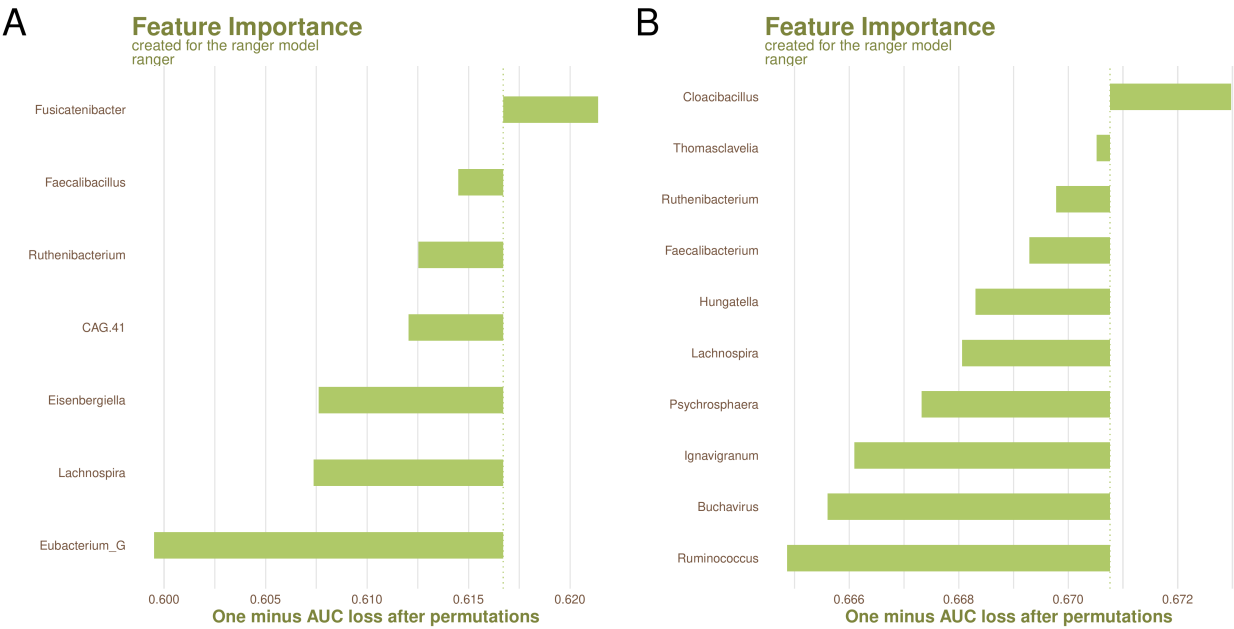 A
Feature Importance
created for the ranger model
ranger
Fusicatenibacter
Faecalibacillus
Ruthenibacterium
CAG.41
Eisenbergiella
Lachnospira
Eubacterium_G
0.600 0.605 0.610 0.615 0.620
One minus AUC loss after permutations
B
Feature Importance
created for the ranger model
ranger
Cloacibacillus
Thomasclavelia
Ruthenibacterium
Faecalibacterium
Hungatella
Lachnospira
Psychrosphaera
Ignavigranum
Buchavirus
Ruminococcus
0.666 0.668 0.670 0.672
One minus AUC loss after permutations